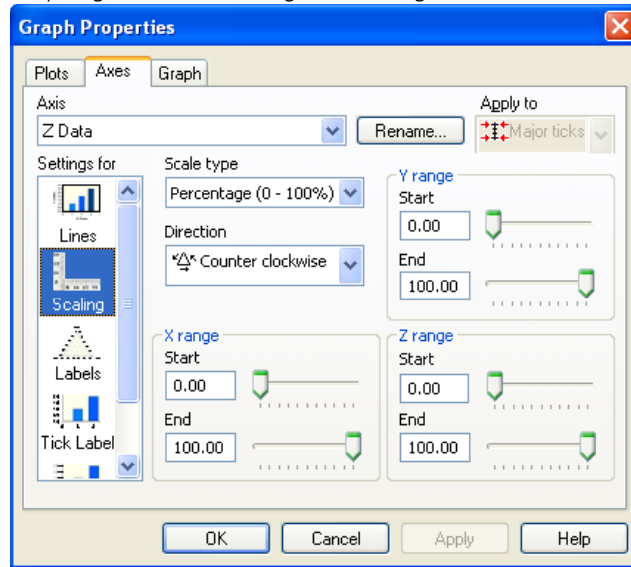 Graph Properties
Plots Axes Graph
Axis
Z Data
Rename...
Apply to
Major ticks
Settings for
Lines
Scaling
Labels
Tick Label
Scale type
Percentage (0 - 100%)
Direction
Counter clockwise
Y range
Start
0.00
End
100.00
X range
Start
0.00
End
100.00
Z range
Start
0.00
End
100.00
OK Cancel Apply Help